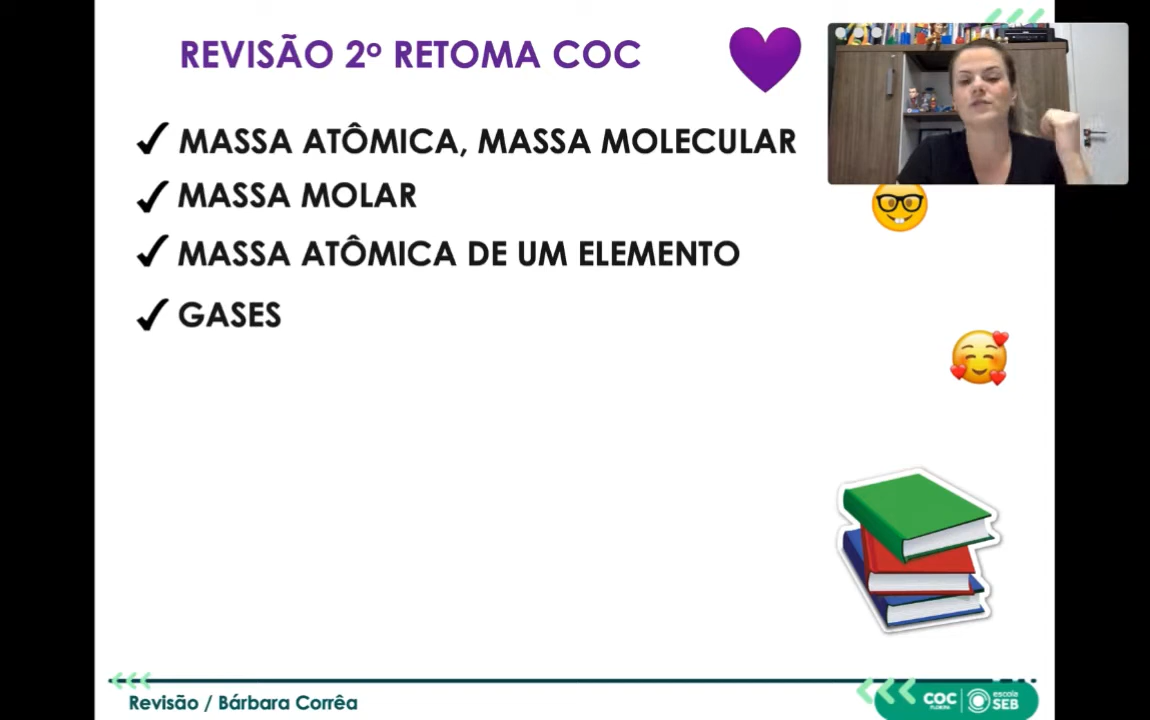 REVISÃO 2º RETOMA COC
✓ MASSA ATÔMICA, MASSA MOLECULAR
✓ MASSA MOLAR
✓ MASSA ATÔMICA DE UM ELEMENTO
✓ GASES
Revisão / Bárbara Corrêa
COC
escola
SEB